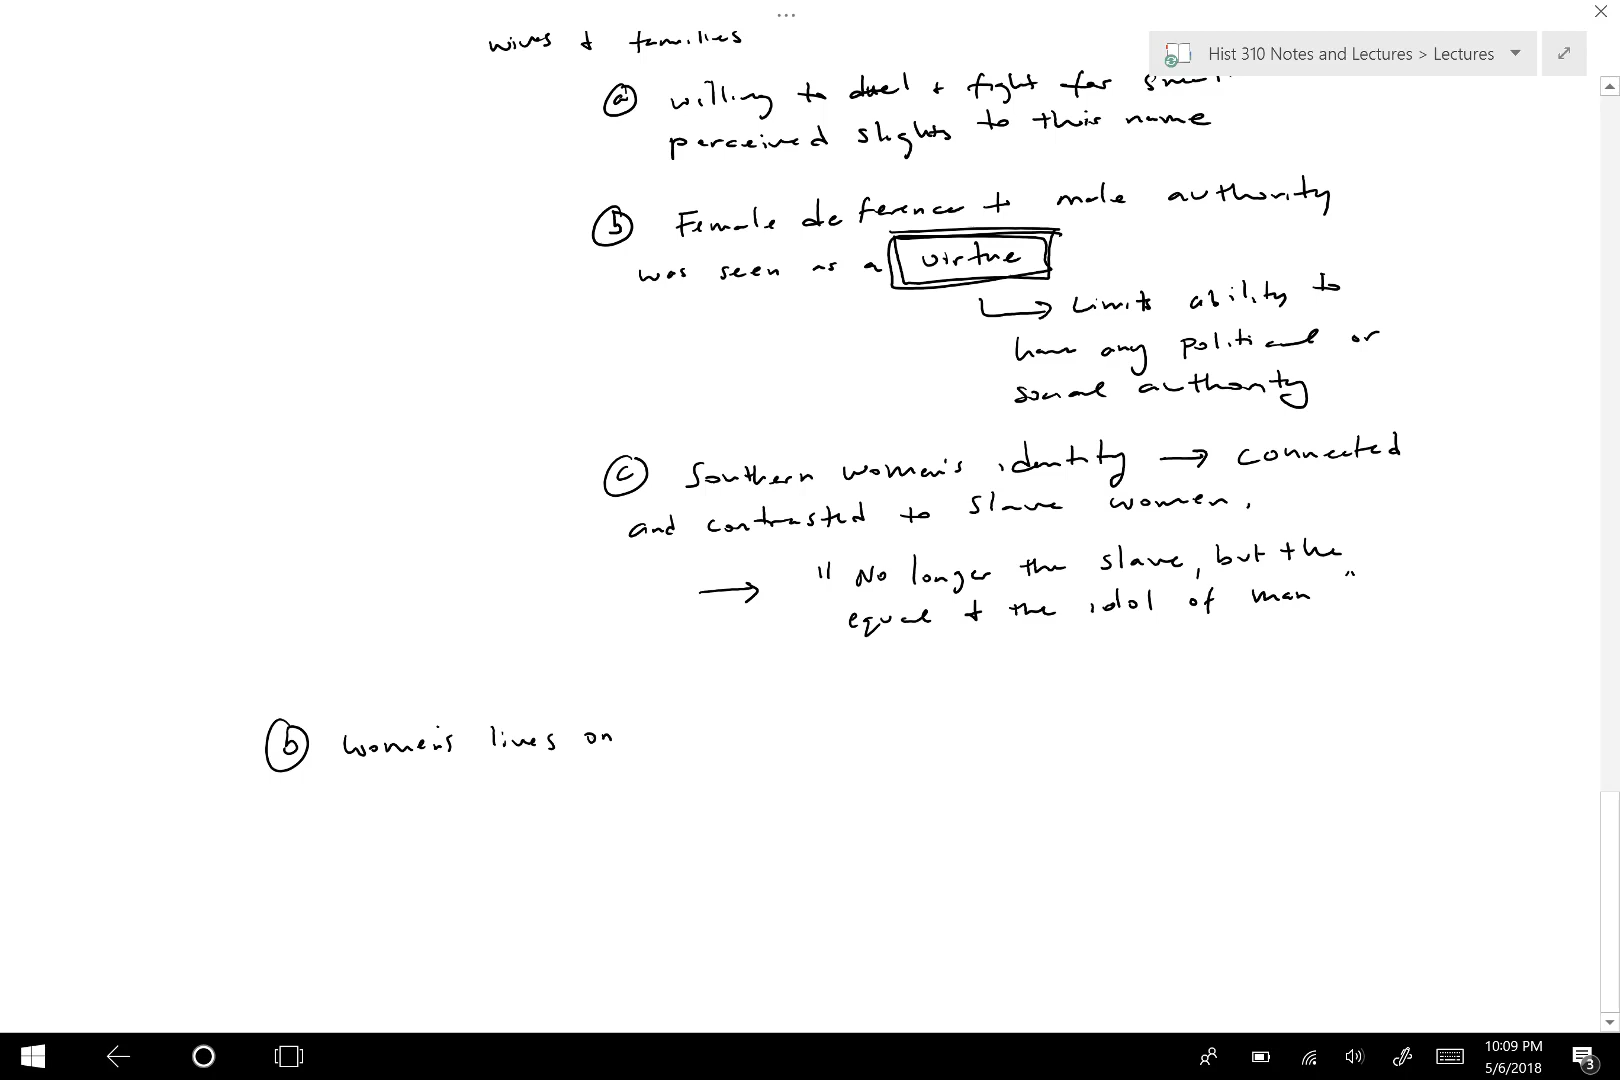 ...
wives & families
Hist 310 Notes and Lectures > Lectures
ⓐ willing to duel + fight for
perceived slights to this name
ⓑ Female deference to male authority
was seen as a virtue
→ Limits ability to
have any political or
social authority
ⓒ Southern women's identity → connected
and contrasted to slave women.
→ "No longer the slave, but the
equal & the idol of man"
ⓑ women's lives on
10:09 PM
5/6/2018
3